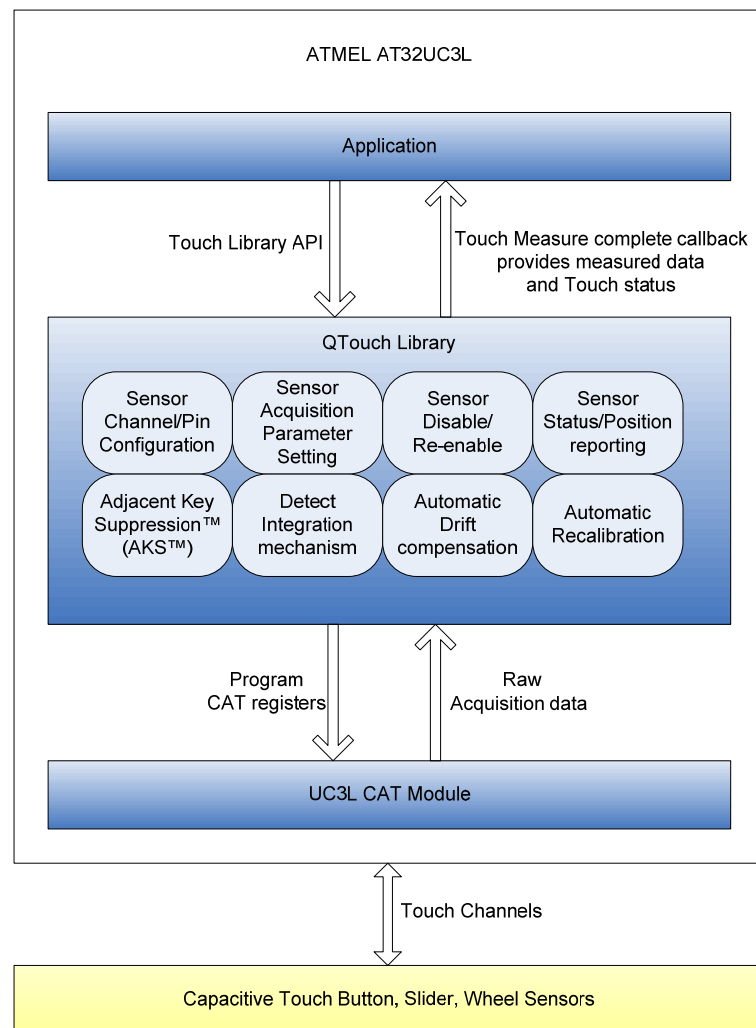 ATMEL AT32UC3L
Application
Touch Library API
Touch Measure complete callback
provides measured data
and Touch status
QTouch Library
Sensor
Channel/Pin
Configuration
Sensor
Acquisition
Parameter
Setting
Sensor
Disable/
Re-enable
Sensor
Status/Position
reporting
Adjacent Key
Suppression™
(AKS™)
Detect
Integration
mechanism
Automatic
Drift
compensation
Automatic
Recalibration
Program
CAT registers
Raw
Acquisition data
UC3L CAT Module
Touch Channels
Capacitive Touch Button, Slider, Wheel Sensors